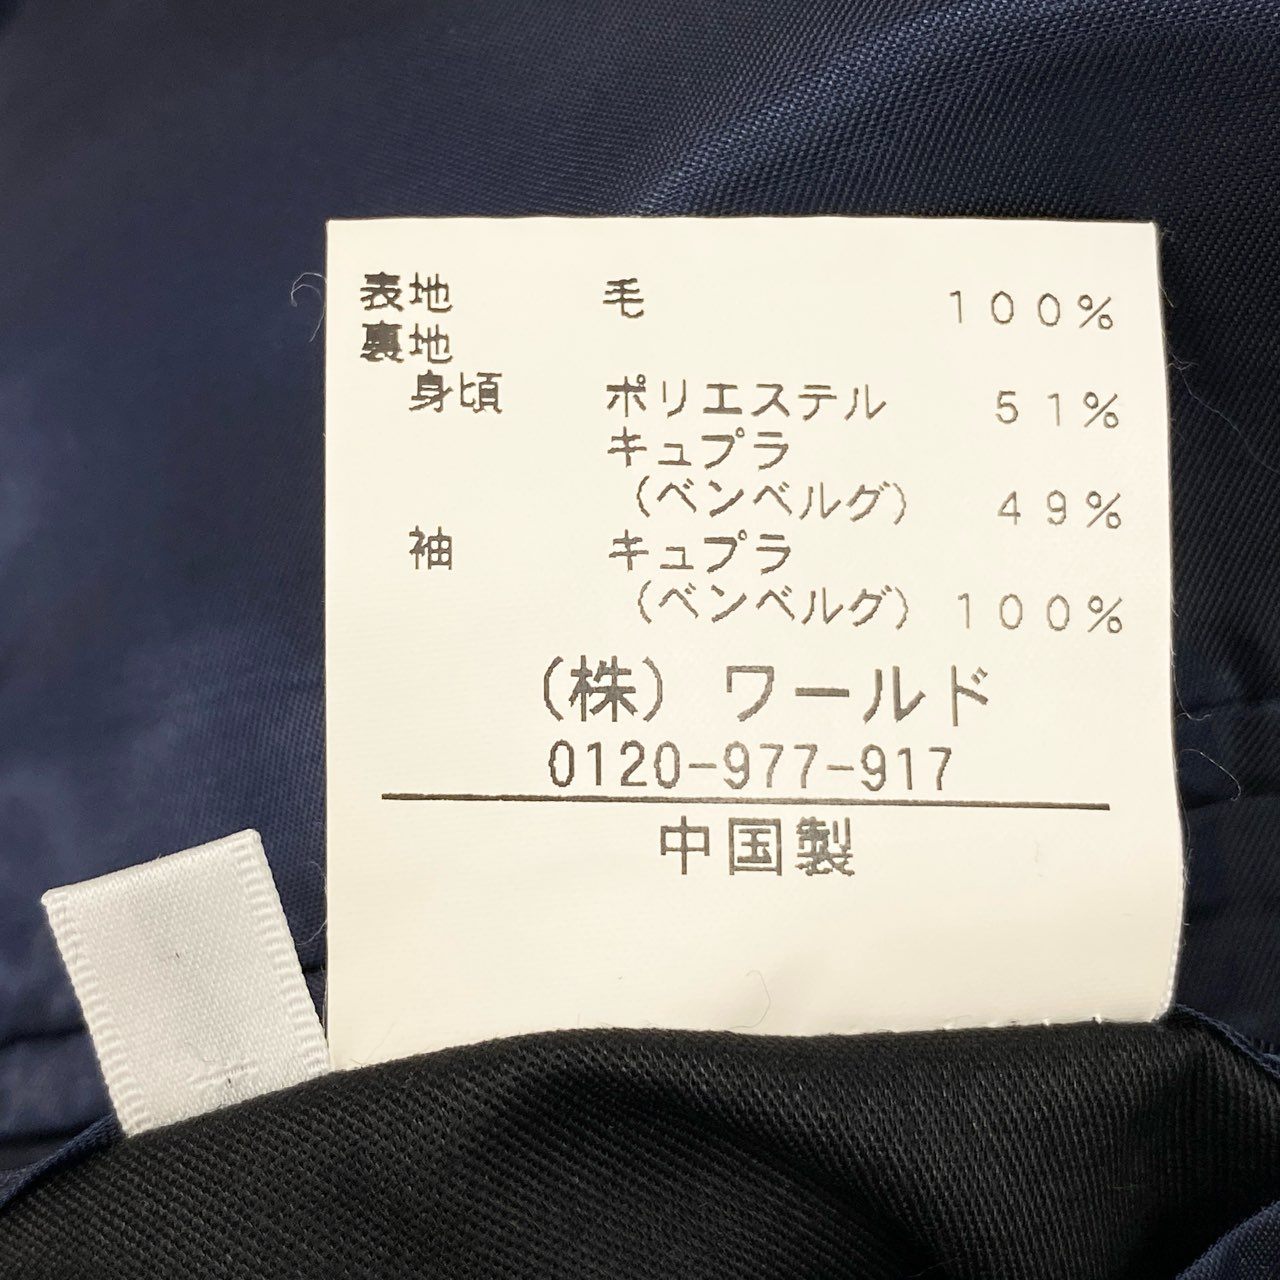 表地 毛 100%
裏地
身頃 ポリエステル 51%
キュプラ
(ベンベルグ) 49%
袖 キュプラ
(ベンベルグ) 100%
(株) ワールド
0120-977-917
中国製